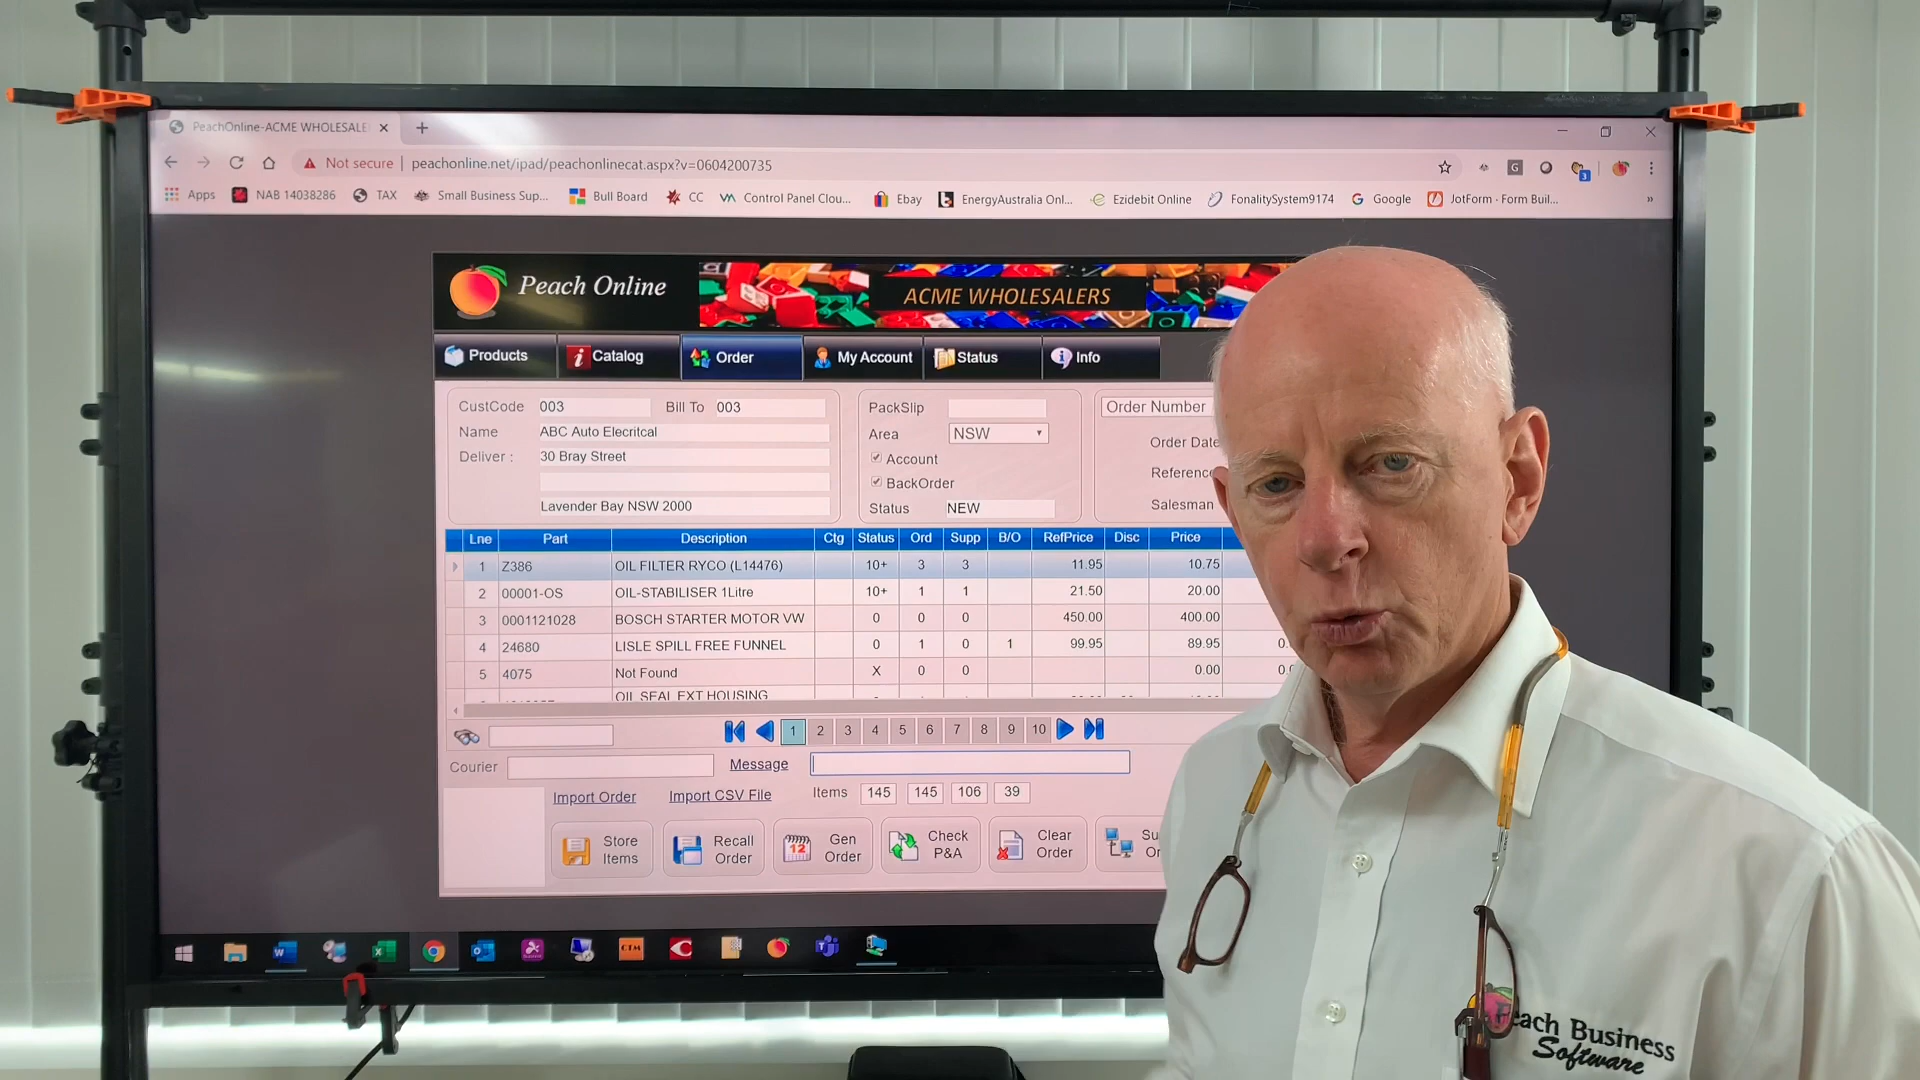 PeachOnline-ACME WHOLESALE
Not secure | peachonline.net/ipad/peachonlinecat.aspx?v=0604200735
Apps NAB 14038286 TAX Small Business Sup... Bull Board CC Control Panel Clou... Ebay EnergyAustralia Onl... Ezidebit Online FonalitySystem9174 Google JotForm - Form Buil... »
Peach Online ACME WHOLESALERS
Products Catalog Order My Account Status Info
CustCode 003 Bill To 003 PackSlip Order Number
Name ABC Auto Elecritcal Area NSW Order Date
Deliver : 30 Bray Street Account Reference
BackOrder
Lavender Bay NSW 2000 Status NEW Salesman
Lne Part Description Ctg Status Ord Supp B/O RefPrice Disc Price
1 Z386 OIL FILTER RYCO (L14476) 10+ 3 3 11.95 10.75
2 00001-OS OIL-STABILISER 1Litre 10+ 1 1 21.50 20.00
3 0001121028 BOSCH STARTER MOTOR VW 0 0 0 450.00 400.00
4 24680 LISLE SPILL FREE FUNNEL 0 1 0 1 99.95 89.95 0.
5 4075 Not Found X 0 0 0.00
OIL SEAL EXT HOUSING
1 2 3 4 5 6 7 8 9 10
Courier Message
Import Order Import CSV File Items 145 145 106 39
Store Items Recall Order Gen Order Check P&A Clear Order Su
CTM
Peach Business
Software